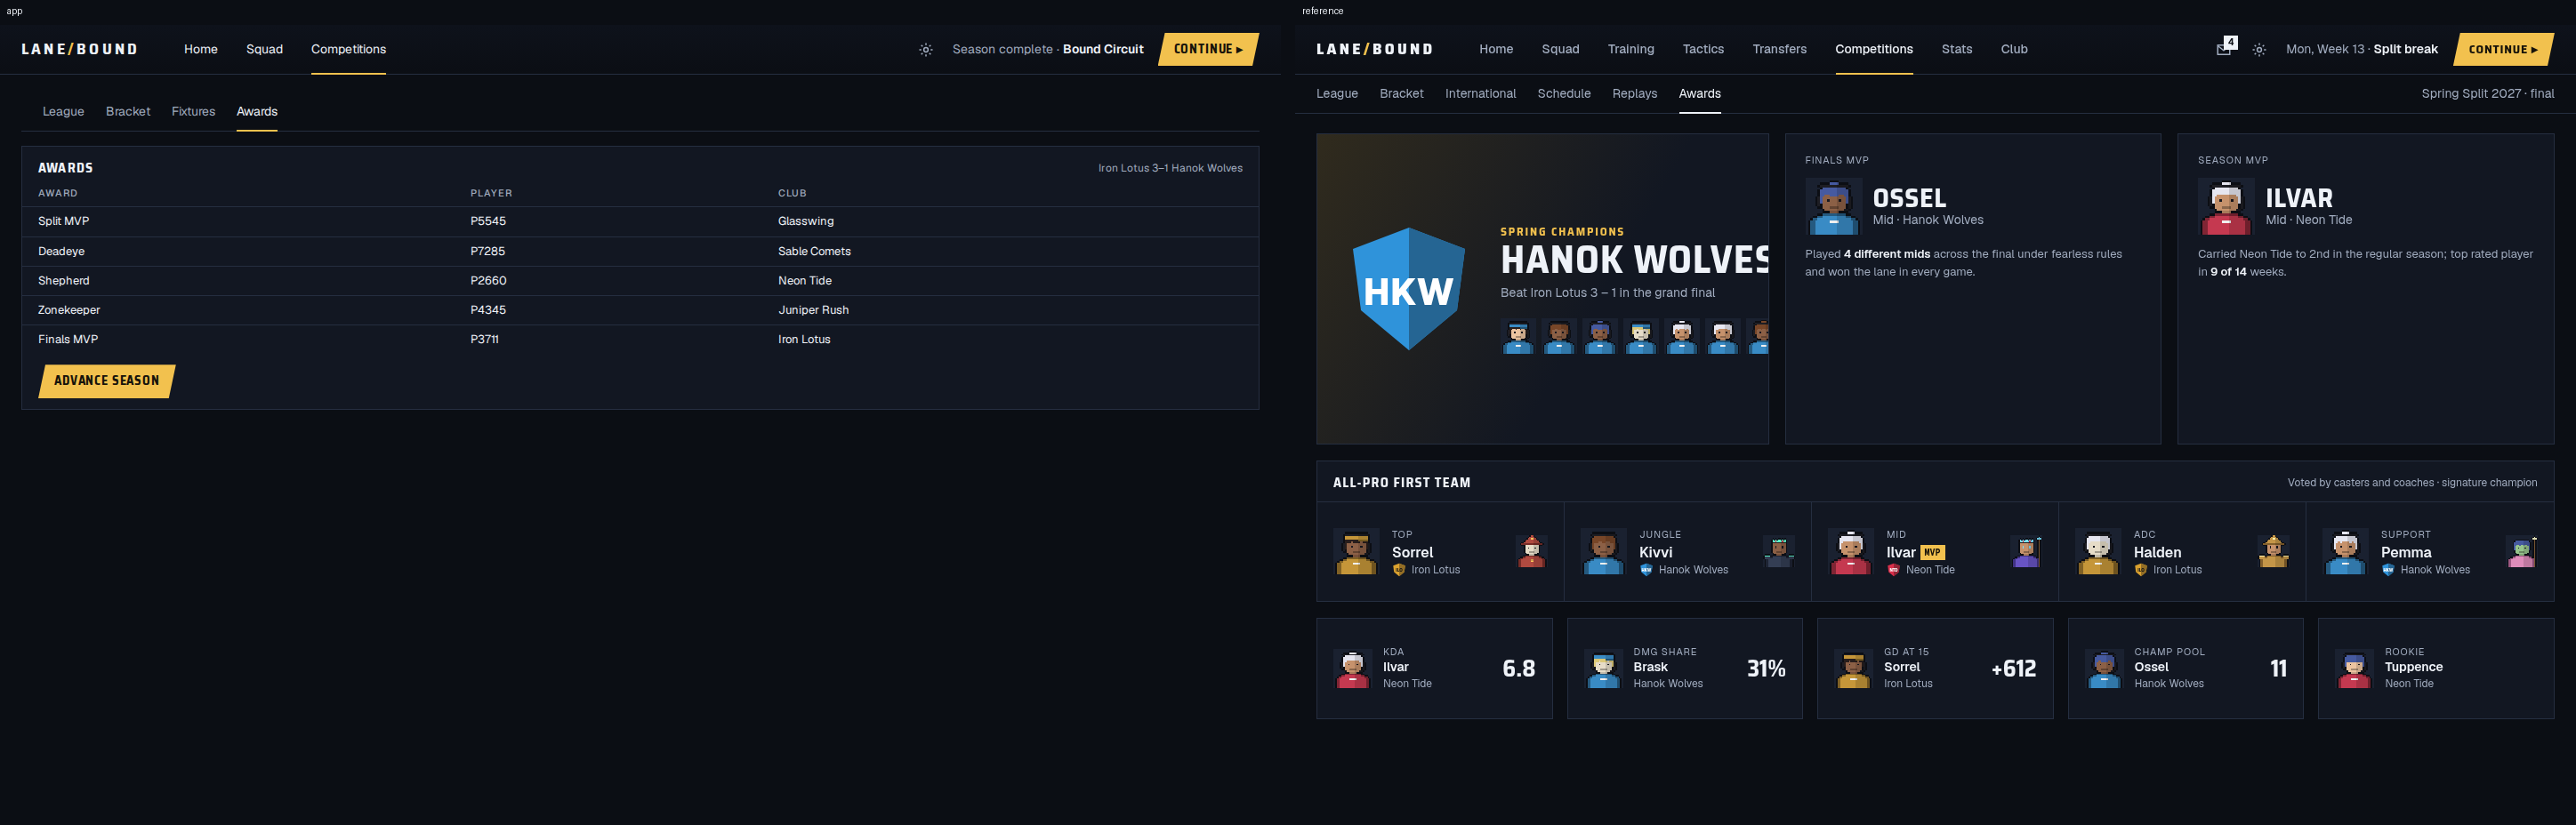 app
LANE/BOUND Home Squad Competitions Season complete · Bound Circuit CONTINUE ▸
League Bracket Fixtures Awards
AWARDS Iron Lotus 3–1 Hanok Wolves
AWARD PLAYER CLUB
Split MVP P5545 Glasswing
Deadeye P7285 Sable Comets
Shepherd P2660 Neon Tide
Zonekeeper P4345 Juniper Rush
Finals MVP P3711 Iron Lotus
ADVANCE SEASON
reference
LANE/BOUND Home Squad Training Tactics Transfers Competitions Stats Club 4 Mon, Week 13 · Split break CONTINUE ▸
League Bracket International Schedule Replays Awards Spring Split 2027 · final
HKW
SPRING CHAMPIONS
HANOK WOLVES
Beat Iron Lotus 3 – 1 in the grand final
FINALS MVP
OSSEL
Mid · Hanok Wolves
Played 4 different mids across the final under fearless rules
and won the lane in every game.
SEASON MVP
ILVAR
Mid · Neon Tide
Carried Neon Tide to 2nd in the regular season; top rated player
in 9 of 14 weeks.
ALL-PRO FIRST TEAM Voted by casters and coaches · signature champion
TOP
Sorrel
Iron Lotus
JUNGLE
Kivvi
Hanok Wolves
MID
Ilvar MVP
Neon Tide
ADC
Halden
Iron Lotus
SUPPORT
Pemma
Hanok Wolves
KDA
Ilvar
Neon Tide
6.8
DMG SHARE
Brask
Hanok Wolves
31%
GD AT 15
Sorrel
Iron Lotus
+612
CHAMP POOL
Ossel
Hanok Wolves
11
ROOKIE
Tuppence
Neon Tide